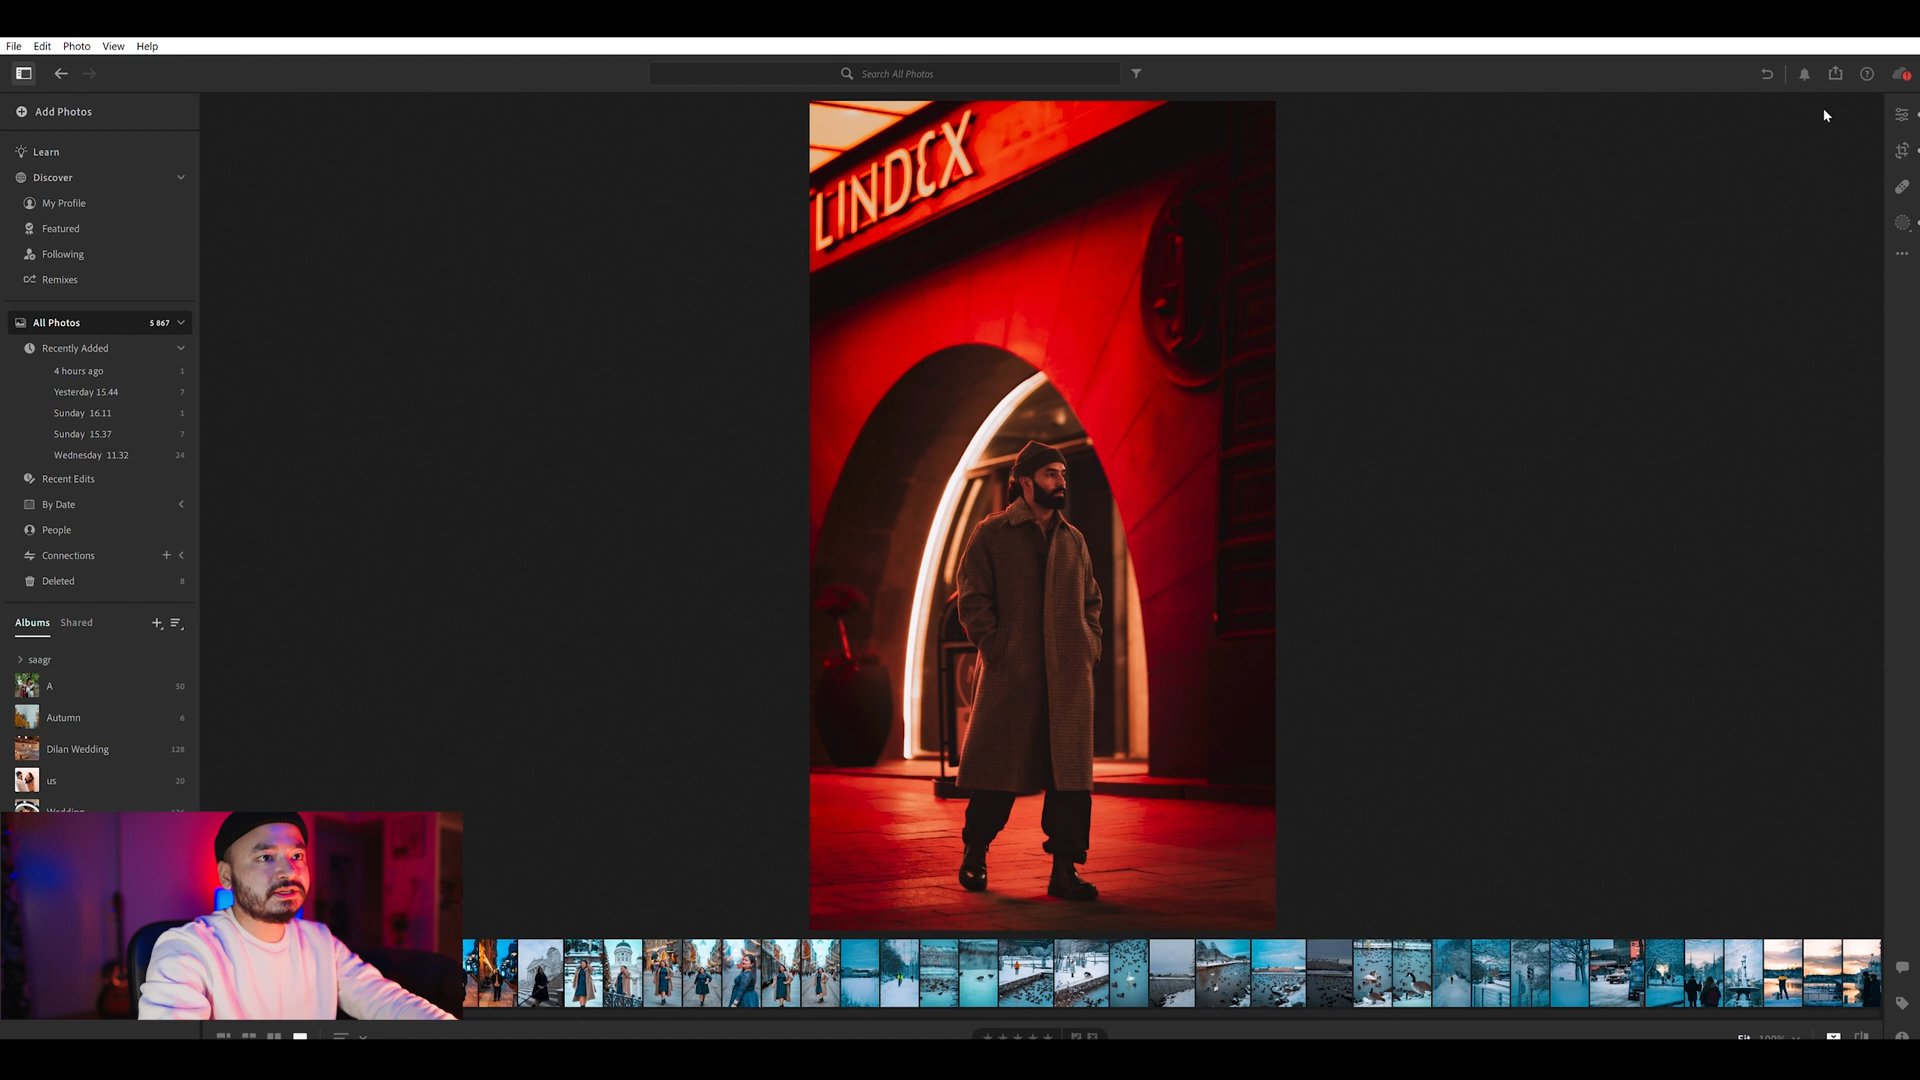 File Edit Photo View Help
Search All Photos
Add Photos
LINDEX
Learn
Discover
My Profile
Featured
Following
Remixes
All Photos 5 867
Recently Added
4 hours ago 1
Yesterday 15.44 7
Sunday 16.11 1
Sunday 15.37 7
Wednesday 11.32 24
Recent Edits
By Date
People
Connections
Deleted 8
Albums Shared
saagr
A 50
Autumn 6
Dilan Wedding 128
us 20
Wedding
Fit 100%